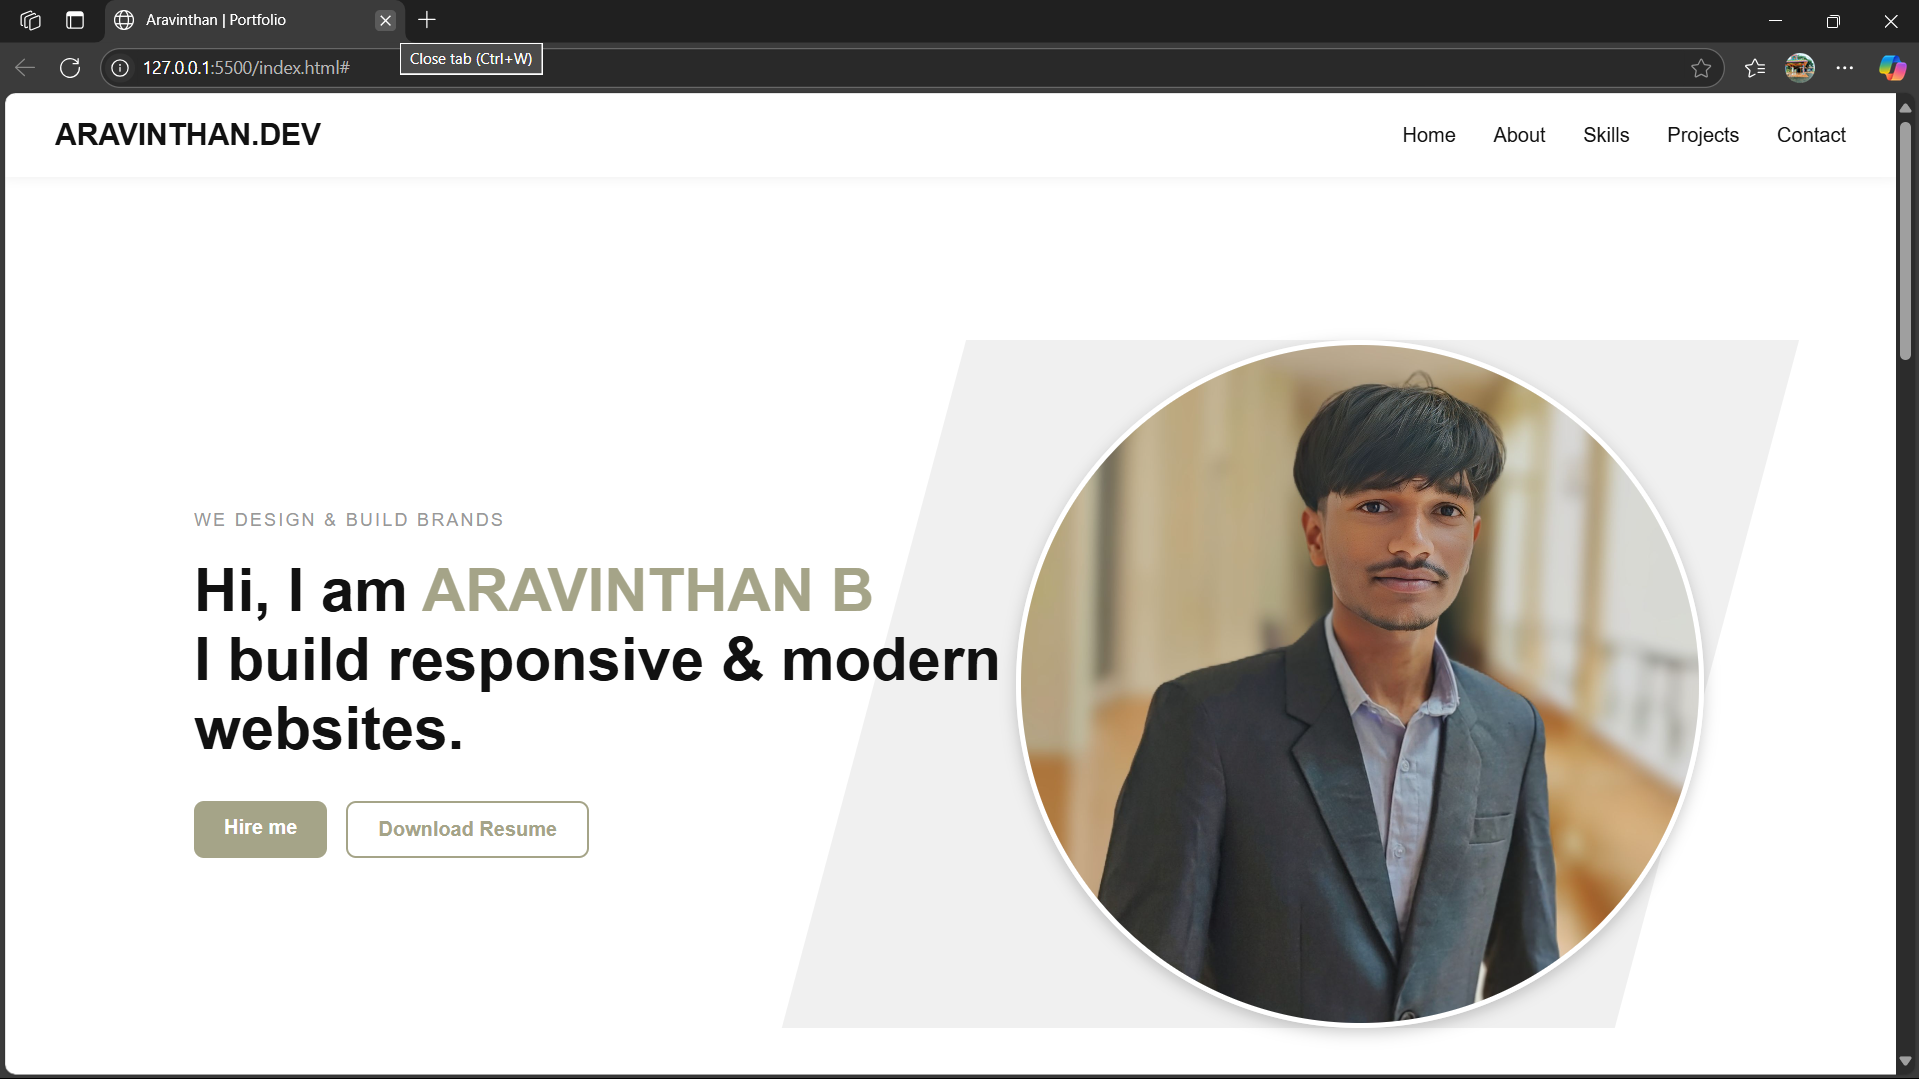 Aravinthan | Portfolio
Close tab (Ctrl+W)
127.0.0.1:5500/index.html#
ARAVINTHAN.DEV
Home About Skills Projects Contact
WE DESIGN & BUILD BRANDS
Hi, I am ARAVINTHAN B
I build responsive & modern
websites.
Hire me Download Resume